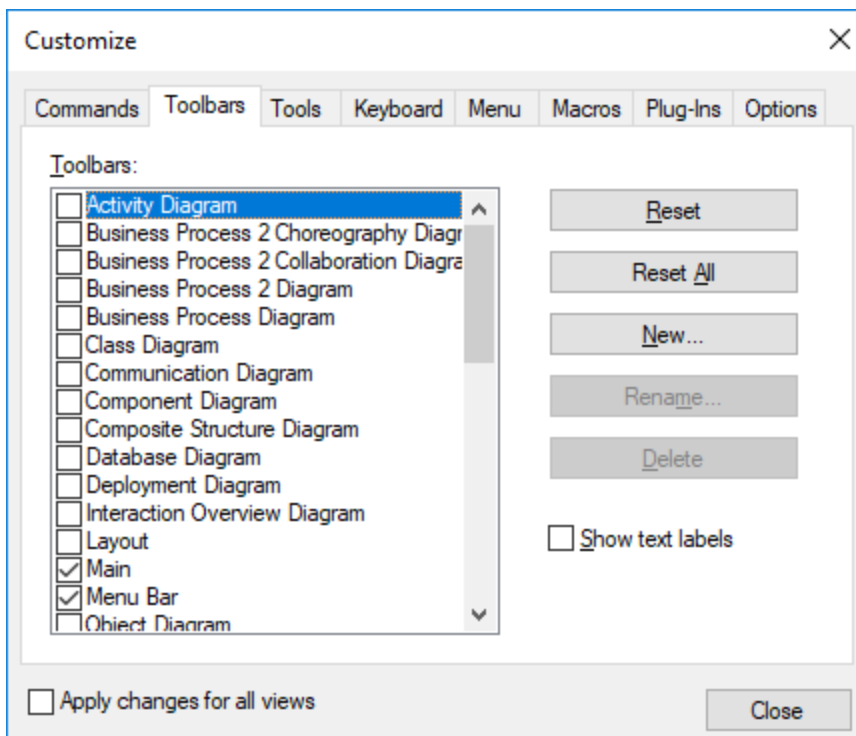 Customize
Commands Toolbars Tools Keyboard Menu Macros Plug-Ins Options
Toolbars:
Activity Diagram
Business Process 2 Choreography Diagr
Business Process 2 Collaboration Diagra
Business Process 2 Diagram
Business Process Diagram
Class Diagram
Communication Diagram
Component Diagram
Composite Structure Diagram
Database Diagram
Deployment Diagram
Interaction Overview Diagram
Layout
Main
Menu Bar
Object Diagram
Reset
Reset All
New...
Rename...
Delete
Show text labels
Apply changes for all views
Close